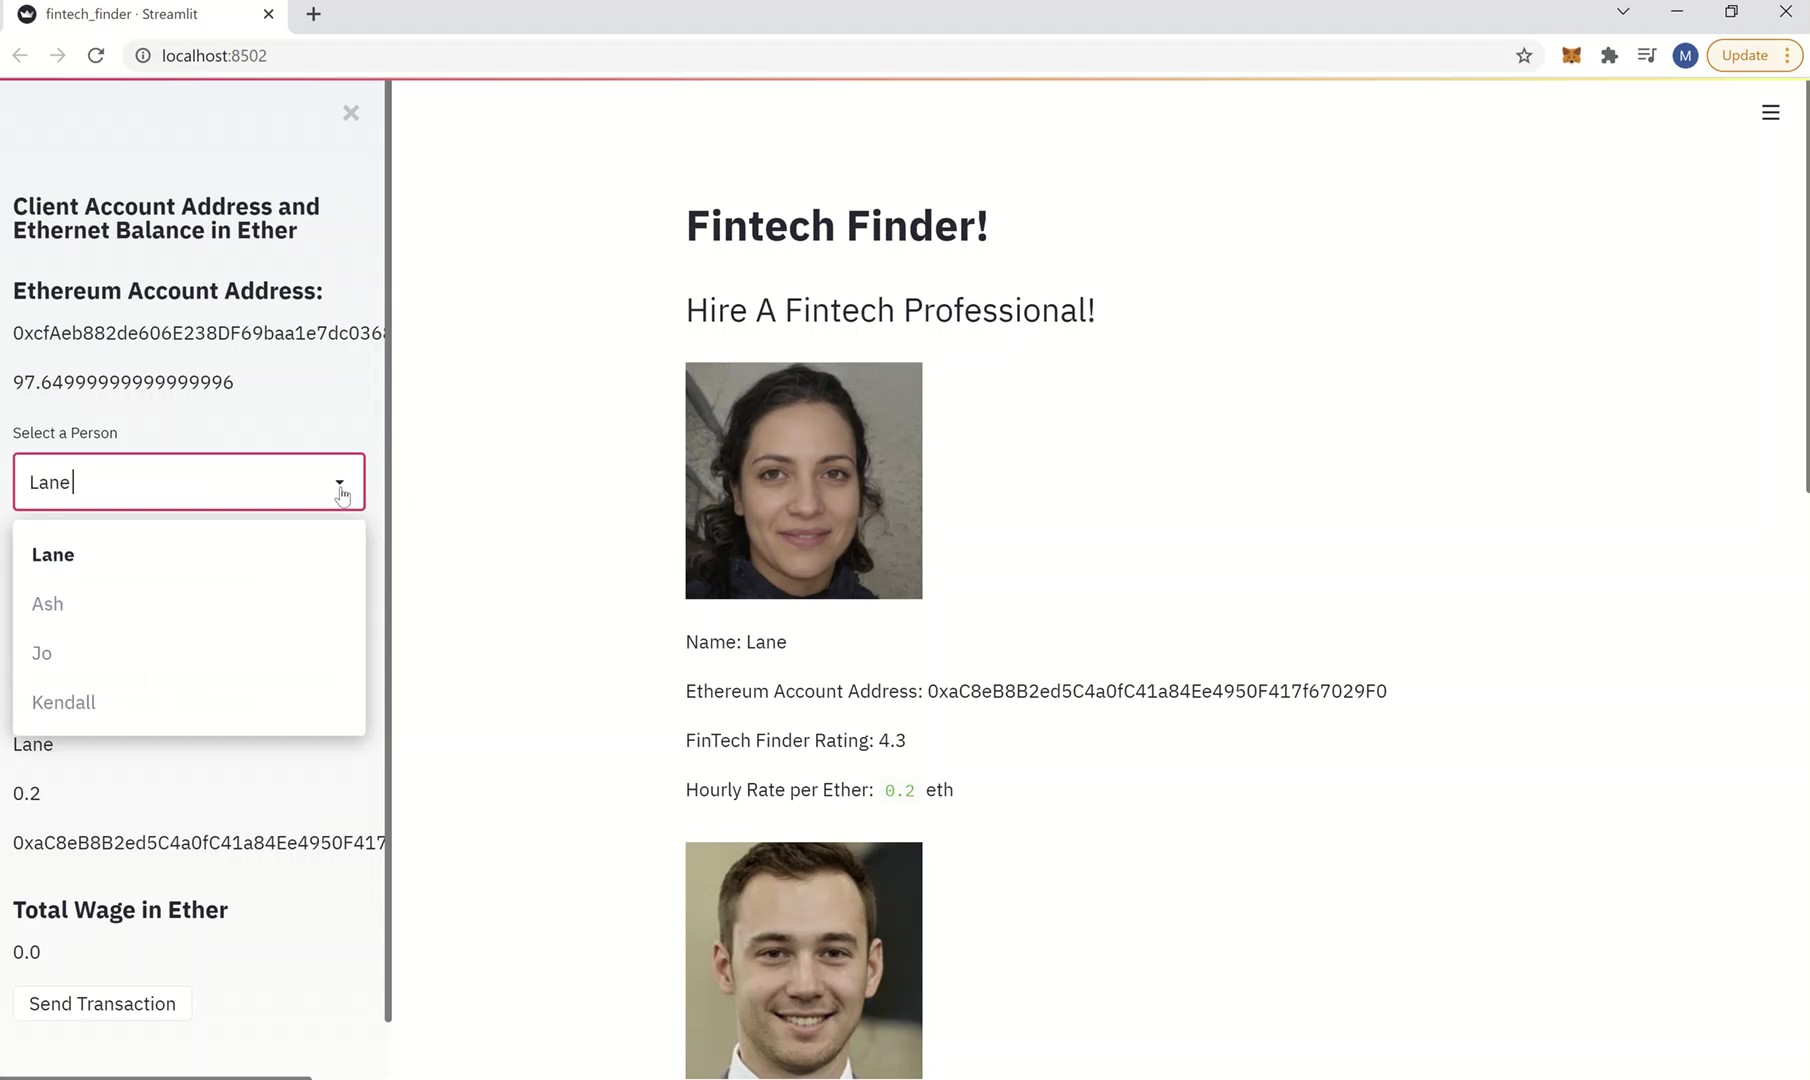 fintech_finder · Streamlit
localhost:8502
M
Update
Client Account Address and
Ethernet Balance in Ether
Ethereum Account Address:
0xcfAeb882de606E238DF69baa1e7dc036
97.64999999999999996
Select a Person
Lane
Lane
Ash
Jo
Kendall
Lane
0.2
0xaC8eB8B2ed5C4a0fC41a84Ee4950F417
Total Wage in Ether
0.0
Send Transaction
Fintech Finder!
Hire A Fintech Professional!
Name: Lane
Ethereum Account Address: 0xaC8eB8B2ed5C4a0fC41a84Ee4950F417f67029F0
FinTech Finder Rating: 4.3
Hourly Rate per Ether: 0.2 eth